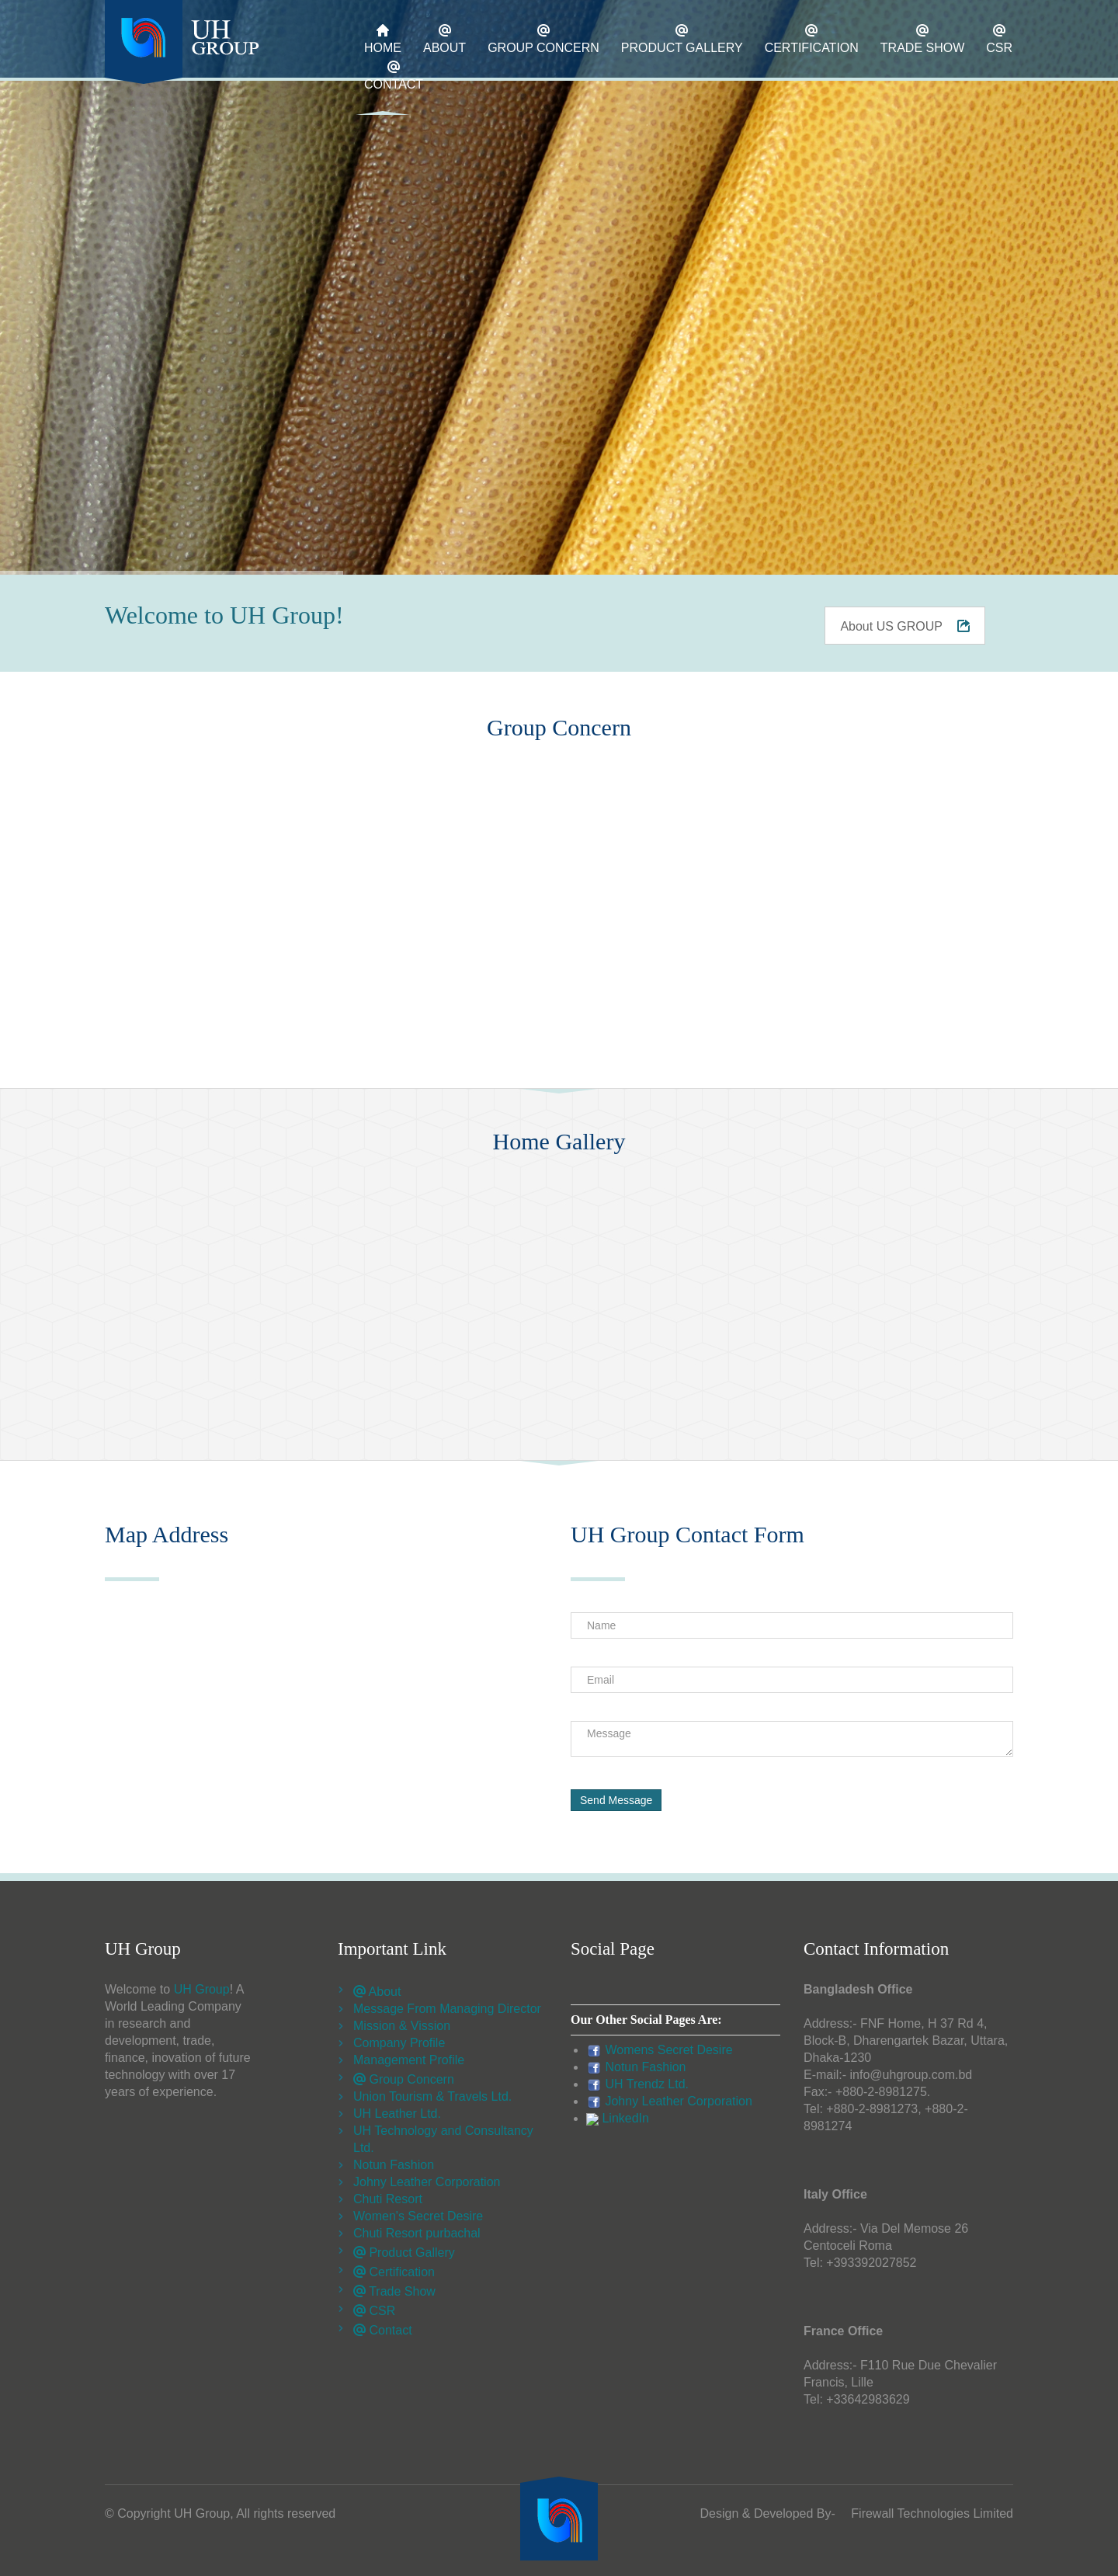 UH
GROUP
HOME
ABOUT
GROUP CONCERN
PRODUCT GALLERY
CERTIFICATION
TRADE SHOW
CSR
CONTACT
Welcome to UH Group!
About US GROUP
Group Concern
Home Gallery
Map Address
UH Group Contact Form
Name
Email
Message
Send Message
UH Group
Welcome to UH Group! A
World Leading Company
in research and
development, trade,
finance, inovation of future
technology with over 17
years of experience.
Important Link
About
Message From Managing Director
Mission & Vission
Company Profile
Management Profile
Group Concern
Union Tourism & Travels Ltd.
UH Leather Ltd.
UH Technology and Consultancy
Ltd.
Notun Fashion
Johny Leather Corporation
Chuti Resort
Women's Secret Desire
Chuti Resort purbachal
Product Gallery
Certification
Trade Show
CSR
Contact
Social Page
Our Other Social Pages Are:
Womens Secret Desire
Notun Fashion
UH Trendz Ltd.
Johny Leather Corporation
LinkedIn
Contact Information
Bangladesh Office
Address:- FNF Home, H 37 Rd 4,
Block-B, Dharengartek Bazar, Uttara,
Dhaka-1230
E-mail:- info@uhgroup.com.bd
Fax:- +880-2-8981275.
Tel: +880-2-8981273, +880-2-
8981274
Italy Office
Address:- Via Del Memose 26
Centoceli Roma
Tel: +393392027852
France Office
Address:- F110 Rue Due Chevalier
Francis, Lille
Tel: +33642983629
© Copyright UH Group, All rights reserved
Design & Developed By- Firewall Technologies Limited